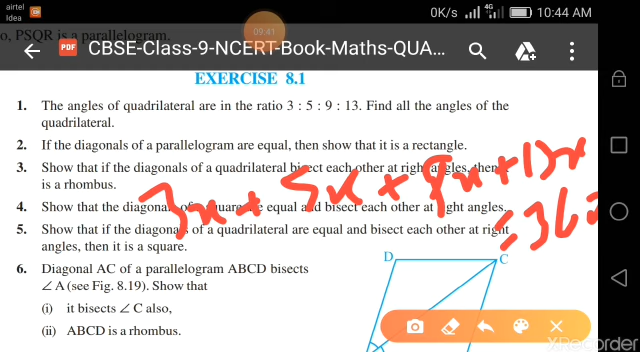 airtel
Idea
0K/s 4G 10:44 AM
o, PSQR is a parallelogram.
09:41
PDF CBSE-Class-9-NCERT-Book-Maths-QUA...
EXERCISE 8.1
1. The angles of quadrilateral are in the ratio 3 : 5 : 9 : 13. Find all the angles of the
quadrilateral.
2. If the diagonals of a parallelogram are equal, then show that it is a rectangle.
3. Show that if the diagonals of a quadrilateral bisect each other at right angles, then
is a rhombus.
3x + 5x + 9x + 13x
4. Show that the diagonals of a square are equal and bisect each other at right angles.
= 360
5. Show that if the diagonals of a quadrilateral are equal and bisect each other at right
angles, then it is a square.
D C
6. Diagonal AC of a parallelogram ABCD bisects
∠ A (see Fig. 8.19). Show that
(i) it bisects ∠ C also,
(ii) ABCD is a rhombus.
XRecorder